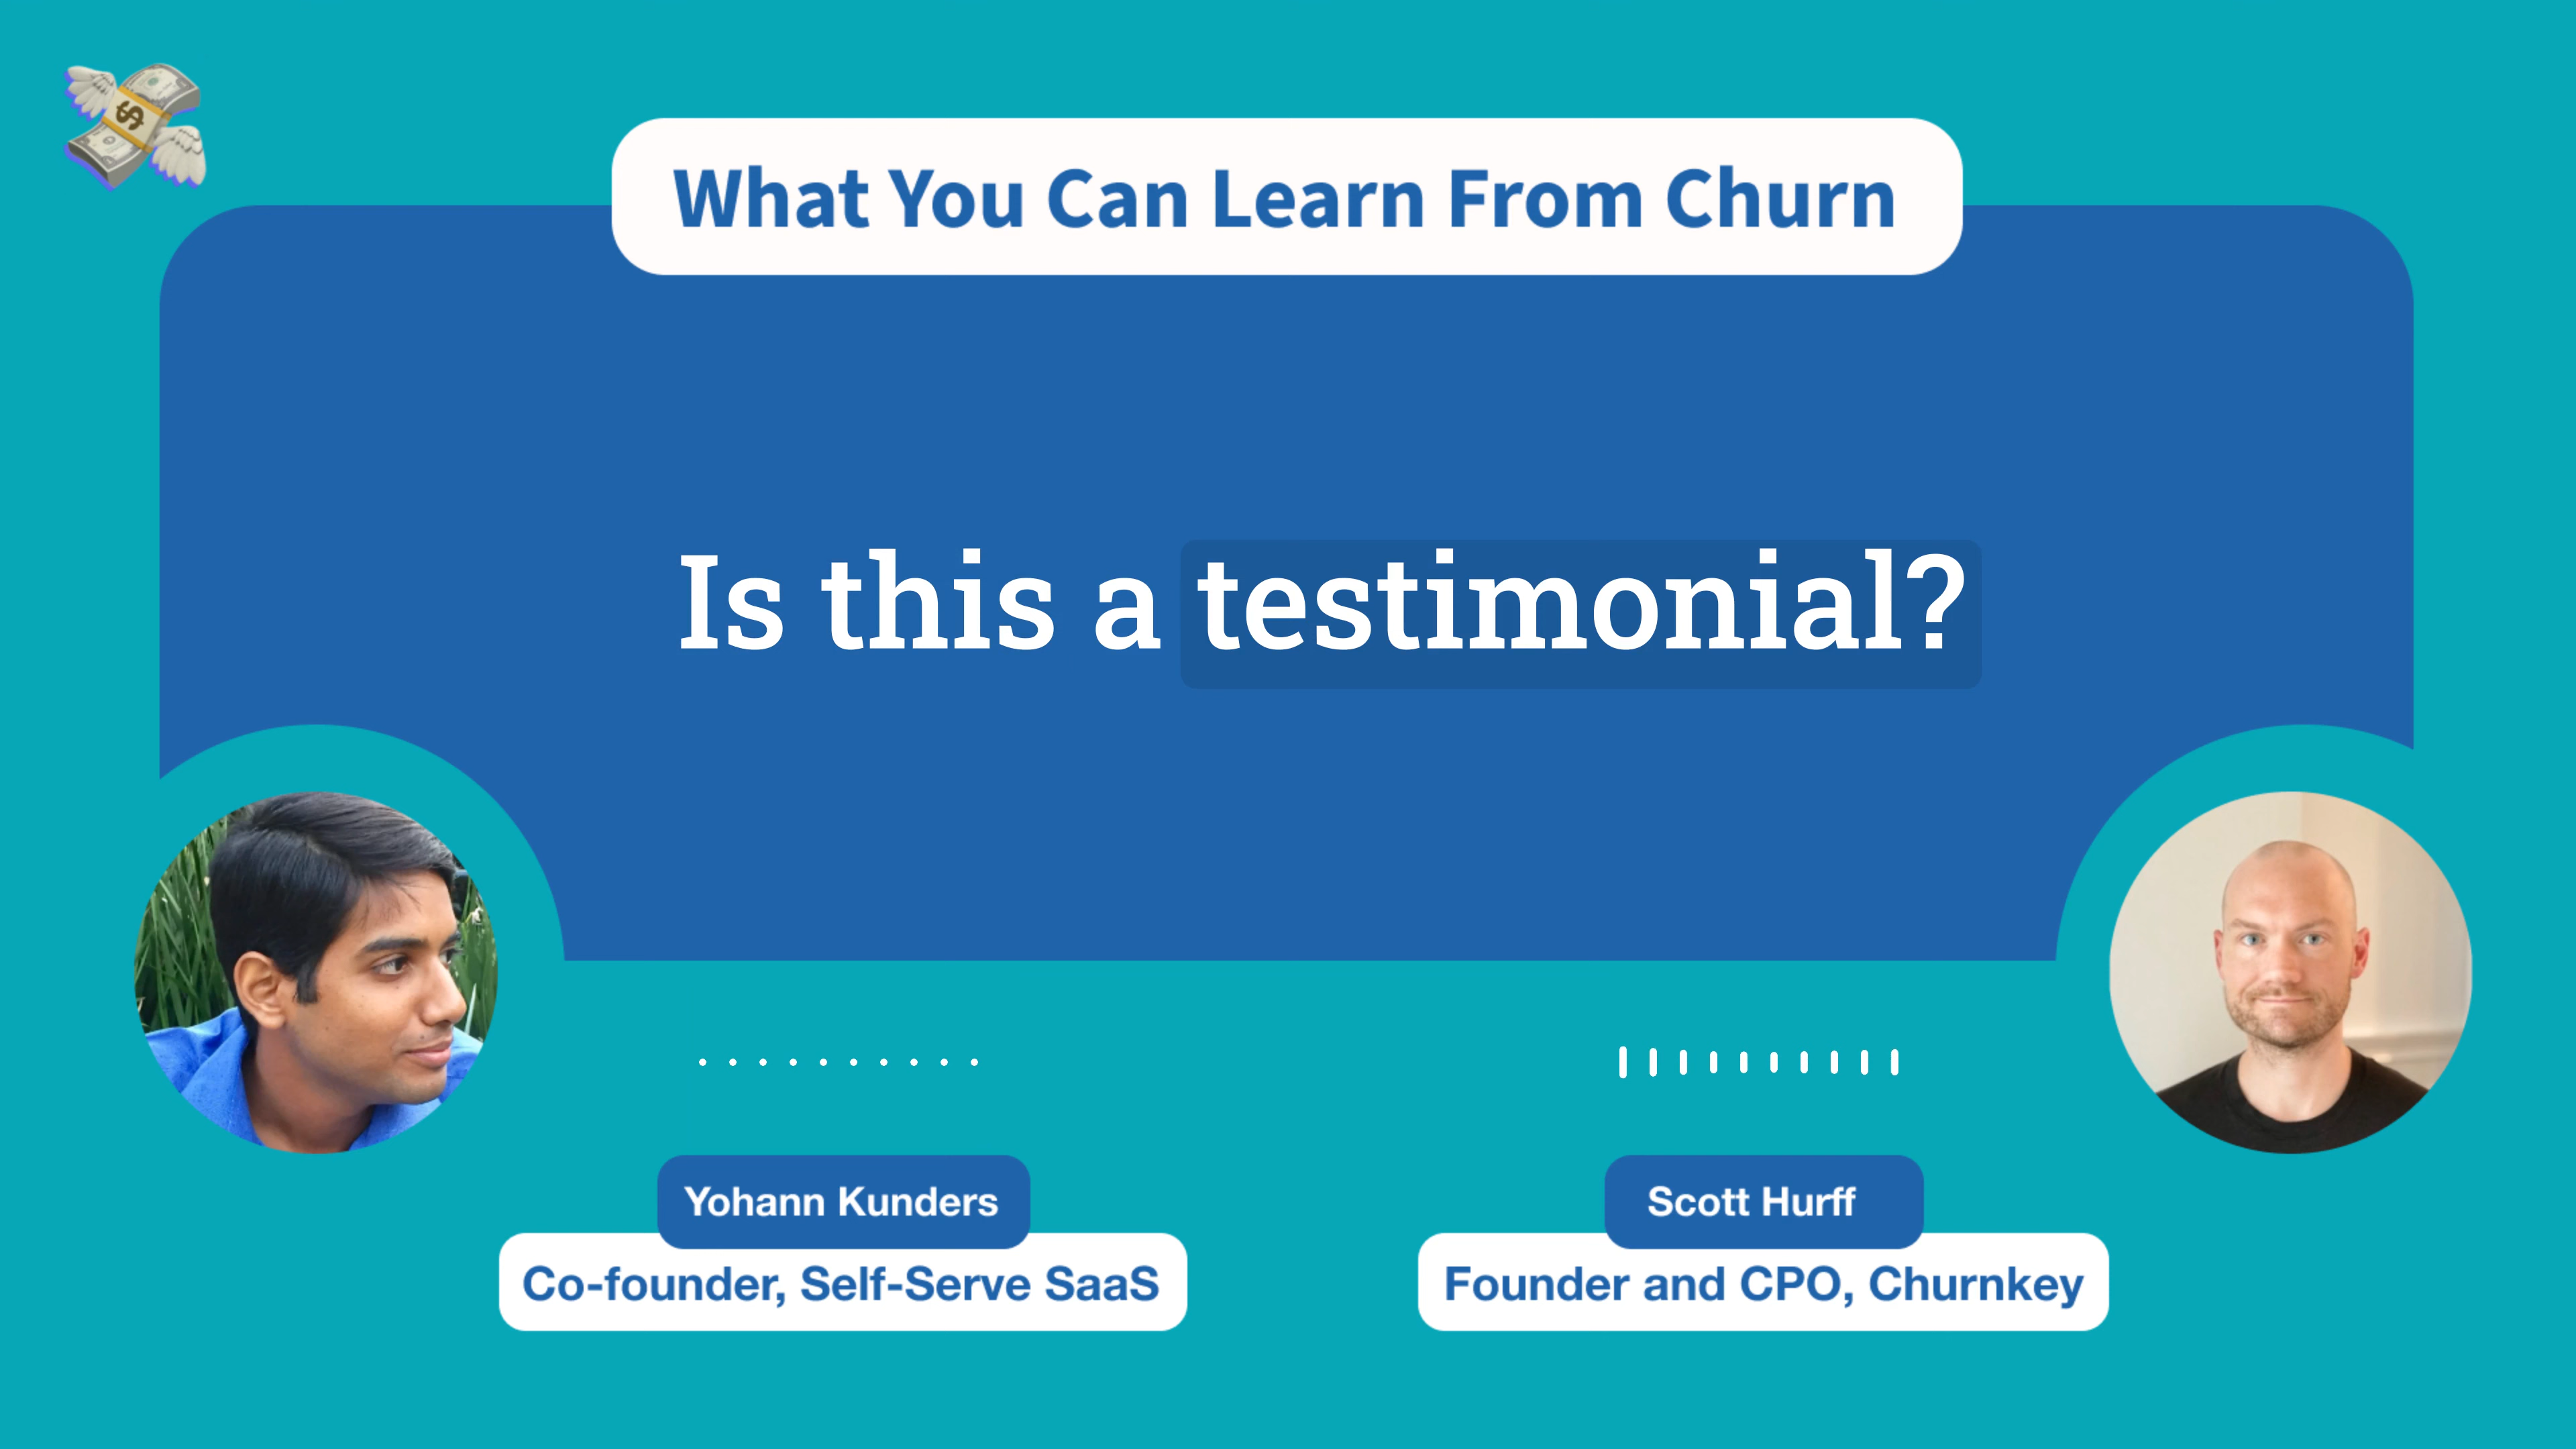 What You Can Learn From Churn
Is this a testimonial?
Yohann Kunders
Co-founder, Self-Serve SaaS
Scott Hurff
Founder and CPO, Churnkey